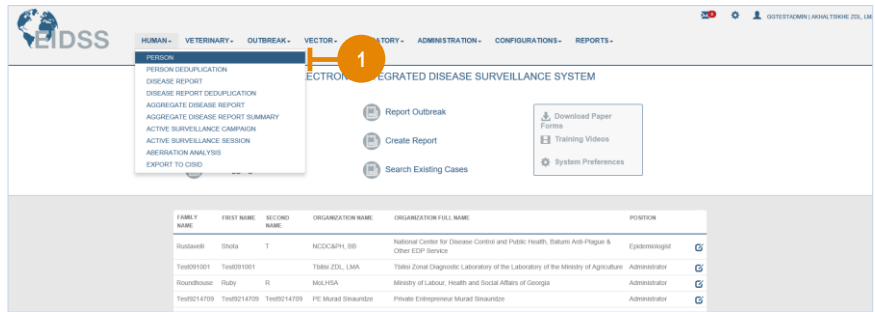 EIDSS
GGTESTADMIN | AKHALTSIKHE ZDL, LM
HUMAN VETERINARY OUTBREAK VECTOR ATORY ADMINISTRATION CONFIGURATIONS REPORTS
1
PERSON
PERSON DEDUPLICATION
DISEASE REPORT
DISEASE REPORT DEDUPLICATION
AGGREGATE DISEASE REPORT
AGGREGATE DISEASE REPORT SUMMARY
ACTIVE SURVEILLANCE CAMPAIGN
ACTIVE SURVEILLANCE SESSION
ABERRATION ANALYSIS
EXPORT TO CISID
ECTRON EGRATED DISEASE SURVEILLANCE SYSTEM
Report Outbreak
Create Report
Search Existing Cases
Download Paper
Forms
Training Videos
System Preferences
FAMILY NAME FIRST NAME SECOND NAME ORGANIZATION NAME ORGANIZATION FULL NAME POSITION
Rustaveli Shota T NCDC&PH, BB National Center for Disease Control and Public Health, Batumi Anti-Plague & Other EDP Service Epidemiologist
Test091001 Test091001 Tbilisi ZDL, LMA Tbilisi Zonal Diagnostic Laboratory of the Laboratory of the Ministry of Agriculture Administrator
Roundhouse Ruby R MoLHSA Ministry of Labour, Health and Social Affairs of Georgia Administrator
Test9214709 Test9214709 Test9214709 PE Murad Sinauridze Private Entrepreneur Murad Sinauridze Administrator